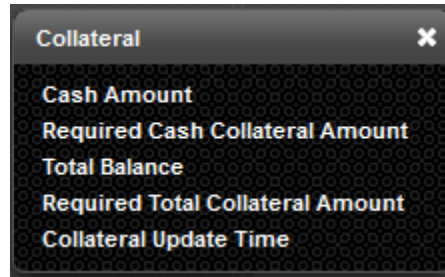 Collateral
Cash Amount
Required Cash Collateral Amount
Total Balance
Required Total Collateral Amount
Collateral Update Time